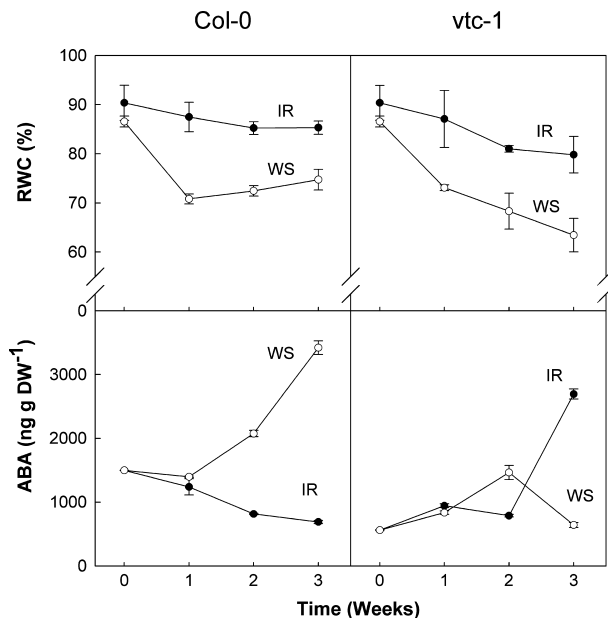 Col-0 vtc-1
100
90
80
70
60
0
RWC (%)
IR
WS
IR
WS
3000
2000
1000
0
ABA (ng g DW⁻¹)
WS
IR
IR
WS
0 1 2 3 0 1 2 3
Time (Weeks)